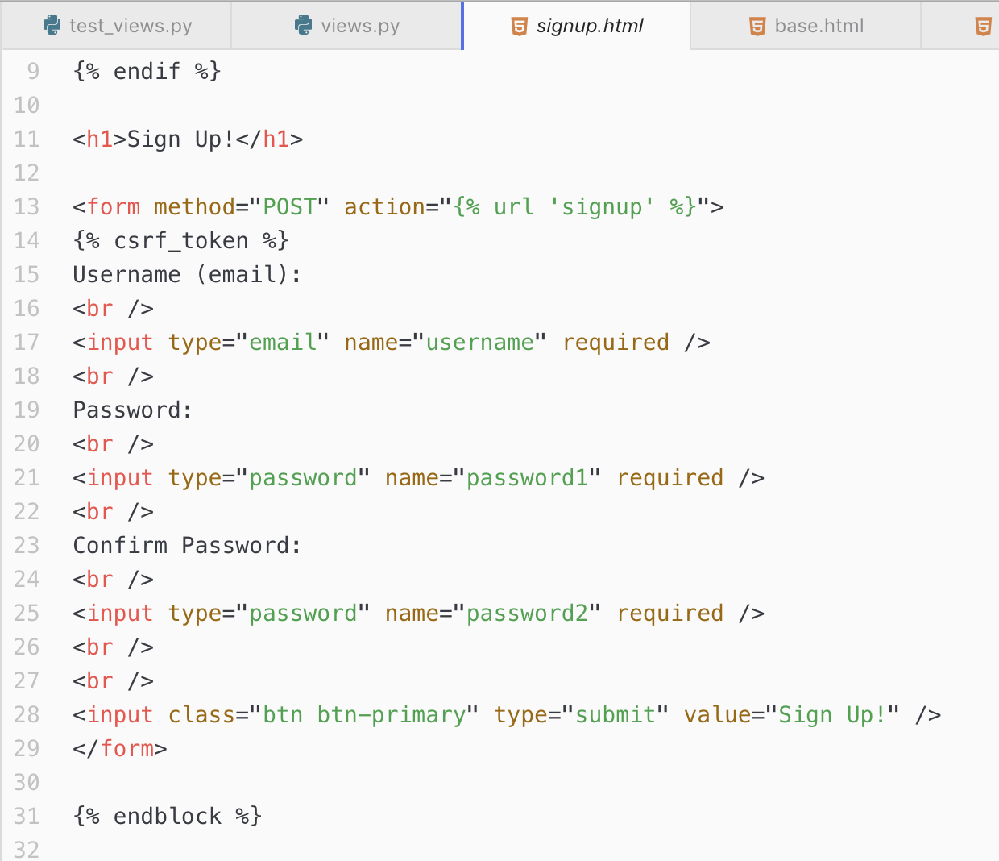 test_views.py views.py signup.html base.html
9 {% endif %}
10
11 <h1>Sign Up!</h1>
12
13 <form method="POST" action="{% url 'signup' %}">
14 {% csrf_token %}
15 Username (email):
16 <br />
17 <input type="email" name="username" required />
18 <br />
19 Password:
20 <br />
21 <input type="password" name="password1" required />
22 <br />
23 Confirm Password:
24 <br />
25 <input type="password" name="password2" required />
26 <br />
27 <br />
28 <input class="btn btn-primary" type="submit" value="Sign Up!" />
29 </form>
30
31 {% endblock %}
32